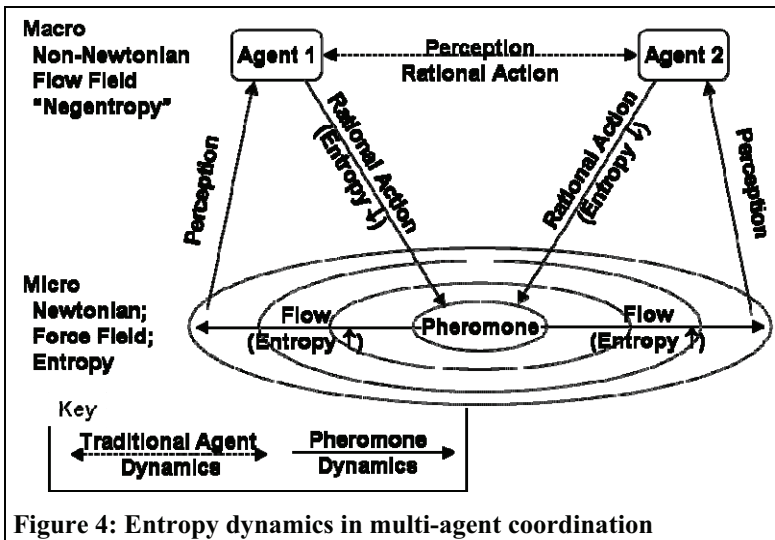 Macro
Non-Newtonian
Flow Field
"Negentropy"
Agent 1
Perception
Rational Action
Agent 2
Perception
Rational Action
(Entropy ↓)
Rational Action
(Entropy ↓)
Perception
Micro
Newtonian;
Force Field;
Entropy
Flow
(Entropy ↑)
Pheromone
Flow
(Entropy ↑)
Key
Traditional Agent
Dynamics
Pheromone
Dynamics
Figure 4: Entropy dynamics in multi-agent coordination